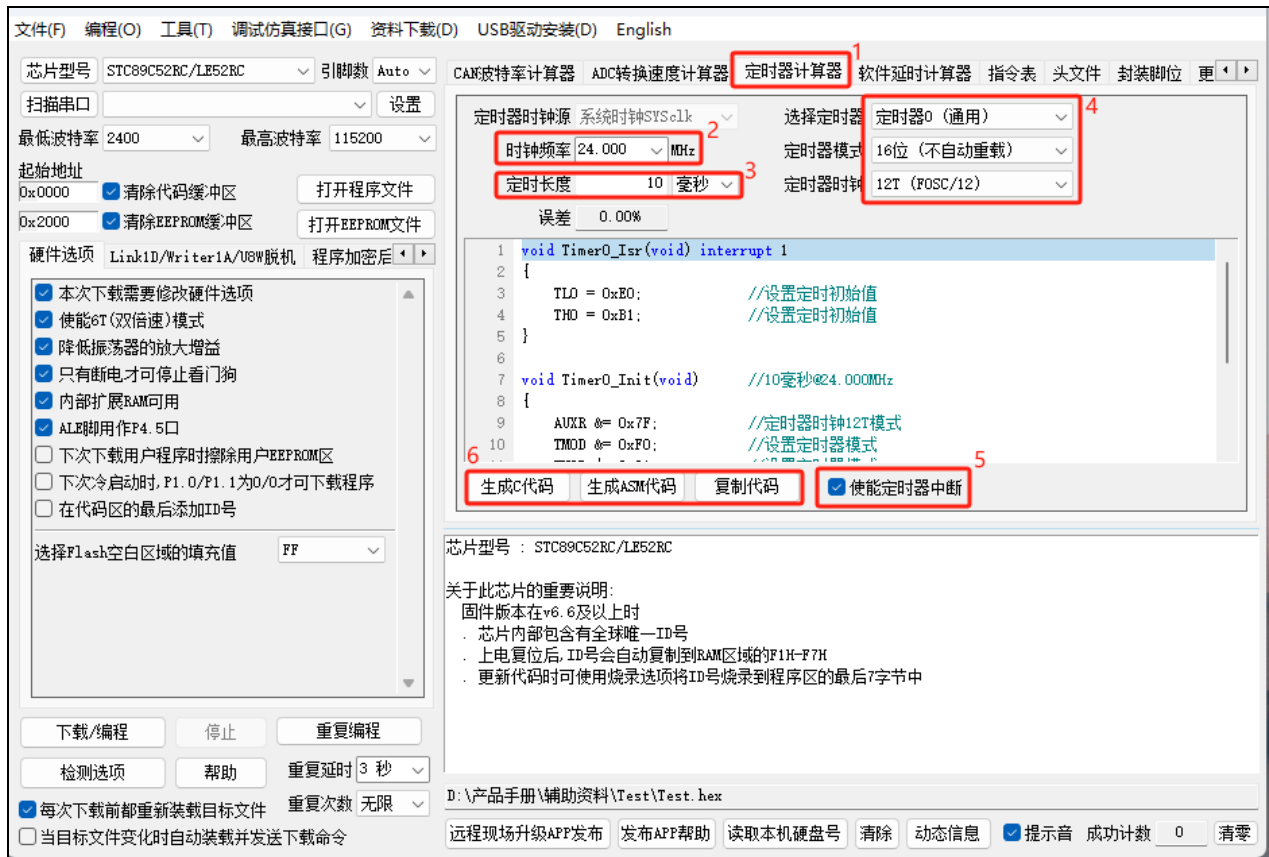 文件(F) 编程(O) 工具(T) 调试仿真接口(G) 资料下载(D) USB驱动安装(D) English
芯片型号 STC89C52RC/LE52RC 引脚数 Auto
扫描串口 设置
最低波特率 2400 最高波特率 115200
起始地址
0x0000 清除代码缓冲区 打开程序文件
0x2000 清除EEPROM缓冲区 打开EEPROM文件
硬件选项 Link1D/Writer1A/U8W脱机 程序加密后
本次下载需要修改硬件选项
使能6T(双倍速)模式
降低振荡器的放大增益
只有断电才可停止看门狗
内部扩展RAM可用
ALE脚用作P4.5口
下次下载用户程序时擦除用户EEPROM区
下次冷启动时,P1.0/P1.1为0/0才可下载程序
在代码区的最后添加ID号
选择Flash空白区域的填充值 FF
下载/编程 停止 重复编程
检测选项 帮助 重复延时 3 秒
每次下载前都重新装载目标文件 重复次数 无限
当目标文件变化时自动装载并发送下载命令
1
CAN波特率计算器 ADC转换速度计算器 定时器计算器 软件延时计算器 指令表 头文件 封装脚位 更
定时器时钟源 系统时钟SYSclk 选择定时器 定时器0 (通用) 4
2
时钟频率 24.000 MHz 定时器模式 16位 (不自动重载)
3
定时长度 10 毫秒 定时器时钟 12T (FOSC/12)
误差 0.00%
1 void Timer0_Isr(void) interrupt 1
2 {
3 TL0 = 0xE0; //设置定时初始值
4 TH0 = 0xB1; //设置定时初始值
5 }
6
7 void Timer0_Init(void) //10毫秒@24.000MHz
8 {
9 AUXR &= 0x7F; //定时器时钟12T模式
10 TMOD &= 0xF0; //设置定时器模式
6 5
生成C代码 生成ASM代码 复制代码 使能定时器中断
芯片型号 : STC89C52RC/LE52RC
关于此芯片的重要说明:
固件版本在v6.6及以上时
. 芯片内部包含有全球唯一ID号
. 上电复位后,ID号会自动复制到RAM区域的F1H-F7H
. 更新代码时可使用烧录选项将ID号烧录到程序区的最后7字节中
D:\产品手册\辅助资料\Test\Test.hex
远程现场升级APP发布 发布APP帮助 读取本机硬盘号 清除 动态信息 提示音 成功计数 0 清零